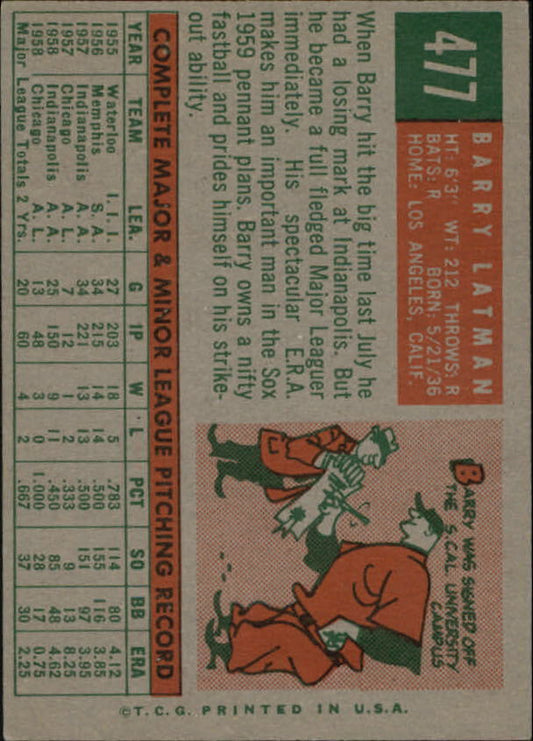 477
BARRY LATMAN
HT: 6'3" WT: 212 THROWS: R
BATS: R BORN: 5/21/36
HOME: LOS ANGELES, CALIF.
When Barry hit the big time last July he
had a losing mark at Indianapolis. But
he became a full fledged Major Leaguer
immediately. His spectacular E.R.A.
makes him an important man in the Sox
1959 pennant plans. Barry owns a nifty
fastball and prides himself on his strike-
out ability.
BARRY WAS SIGNED OFF
THE S. CAL. UNIVERSITY
CAMPUS
COMPLETE MAJOR & MINOR LEAGUE PITCHING RECORD
YEAR TEAM LEA. G IP W L PCT SO BB ERA
1955 Waterloo I. I. I. 27 203 18 5 .783 114 80 4.12
1956 Memphis S. A. 34 215 14 14 .500 155 116 3.85
1957 Indianapolis A. A. 34 221 13 13 .500 151 97 3.95
1957 Chicago A. L. 7 12 1 2 .333 9 13 8.25
1958 Indianapolis A. A. 25 150 9 11 .450 85 48 4.62
1958 Chicago A. L. 13 48 3 0 1.000 28 17 0.75
Major League Totals 2 Yrs. 20 60 4 2 .667 37 30 2.25
©T.C.G. PRINTED IN U.S.A.